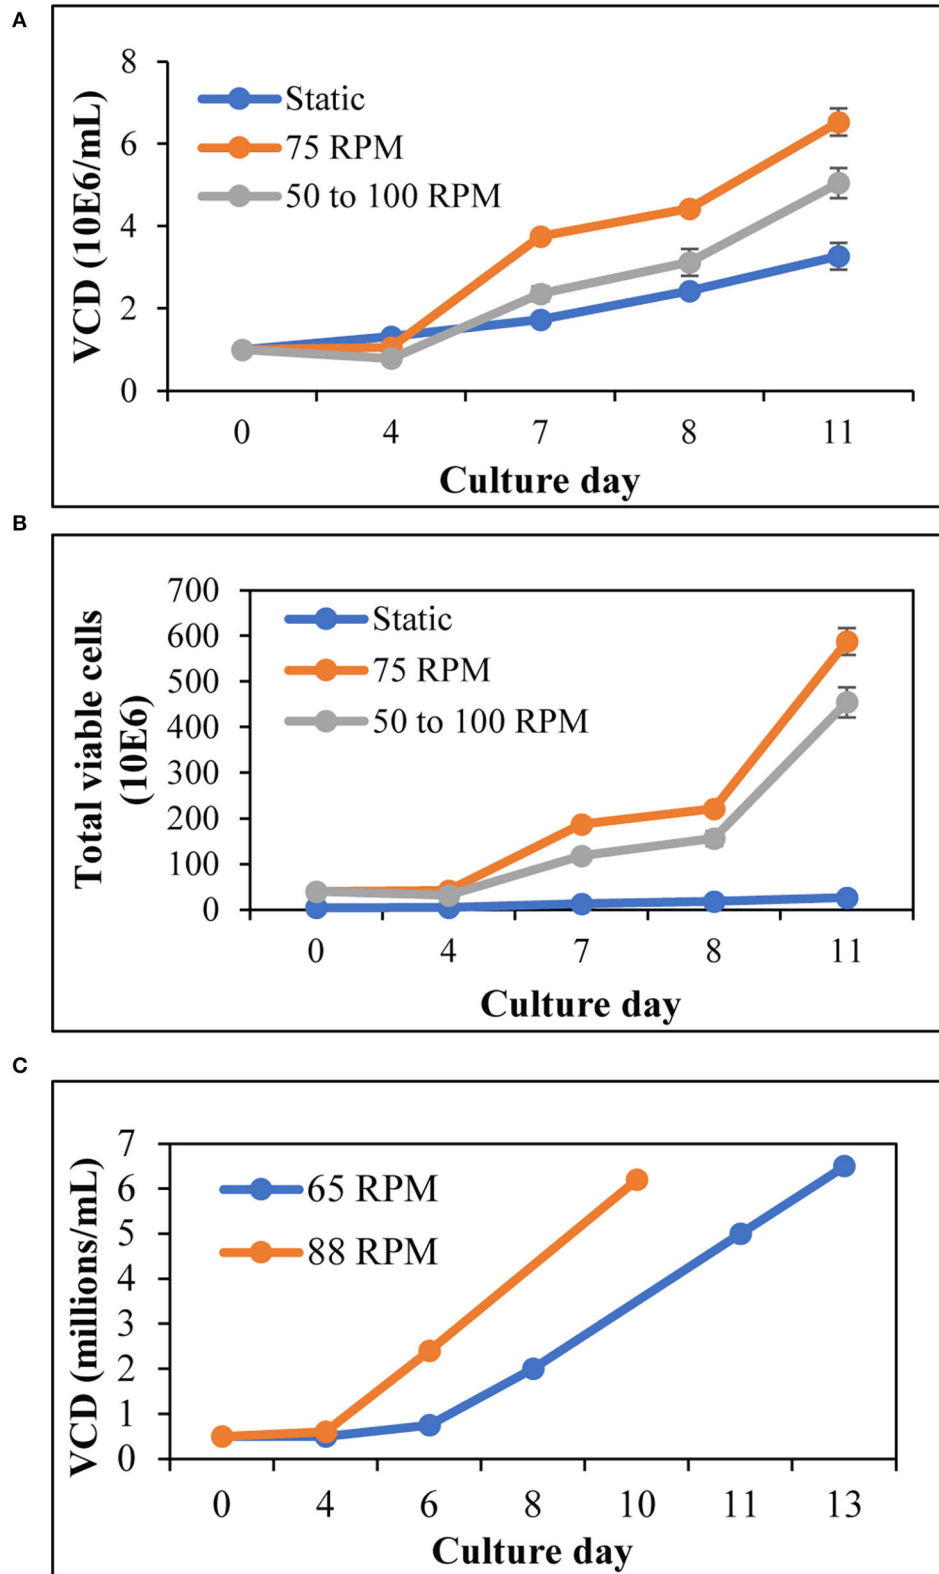 A
8
6
4
2
0
VCD (10E6/mL)
Static
75 RPM
50 to 100 RPM
0 4 7 8 11
Culture day
B
700
600
500
400
300
200
100
0
Total viable cells
(10E6)
Static
75 RPM
50 to 100 RPM
0 4 7 8 11
Culture day
C
7
6
5
4
3
2
1
0
VCD (millions/mL)
65 RPM
88 RPM
0 4 6 8 10 11 13
Culture day